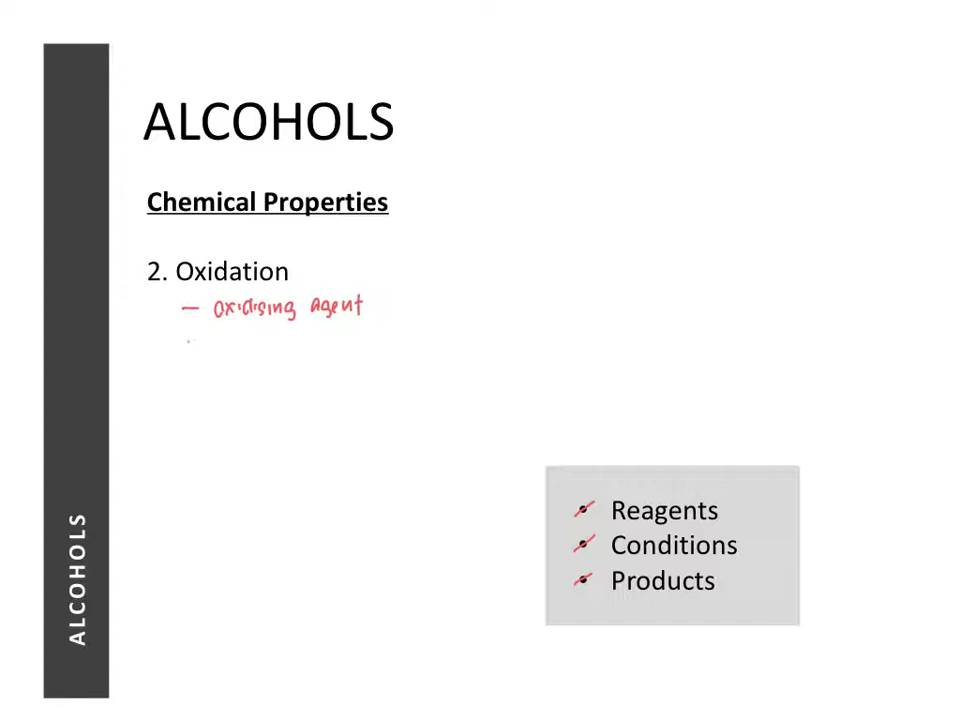 ALCOHOLS
Chemical Properties
2. Oxidation
– oxidising agent
Reagents
Conditions
Products
ALCOHOLS